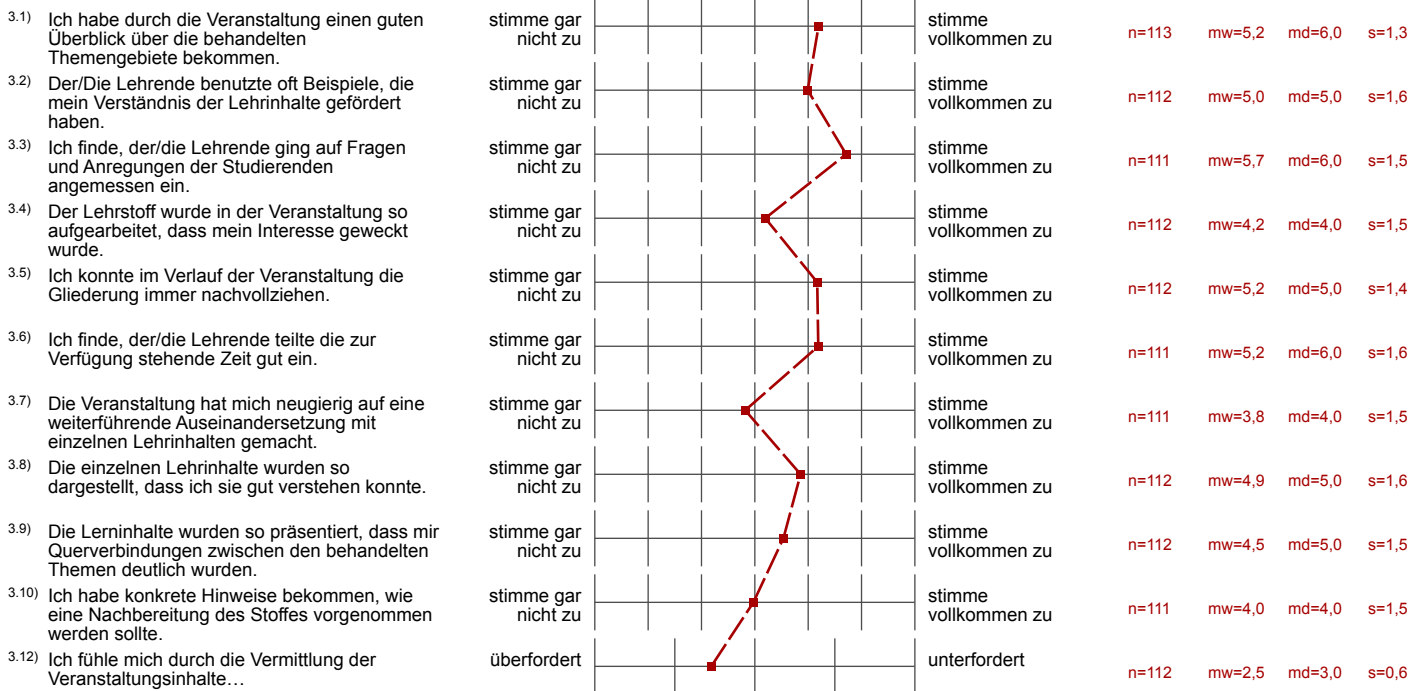 3.1) Ich habe durch die Veranstaltung einen guten
Überblick über die behandelten
Themengebiete bekommen.
stimme gar
nicht zu
stimme
vollkommen zu
n=113 mw=5,2 md=6,0 s=1,3
3.2) Der/Die Lehrende benutzte oft Beispiele, die
mein Verständnis der Lehrinhalte gefördert
haben.
stimme gar
nicht zu
stimme
vollkommen zu
n=112 mw=5,0 md=5,0 s=1,6
3.3) Ich finde, der/die Lehrende ging auf Fragen
und Anregungen der Studierenden
angemessen ein.
stimme gar
nicht zu
stimme
vollkommen zu
n=111 mw=5,7 md=6,0 s=1,5
3.4) Der Lehrstoff wurde in der Veranstaltung so
aufgearbeitet, dass mein Interesse geweckt
wurde.
stimme gar
nicht zu
stimme
vollkommen zu
n=112 mw=4,2 md=4,0 s=1,5
3.5) Ich konnte im Verlauf der Veranstaltung die
Gliederung immer nachvollziehen.
stimme gar
nicht zu
stimme
vollkommen zu
n=112 mw=5,2 md=5,0 s=1,4
3.6) Ich finde, der/die Lehrende teilte die zur
Verfügung stehende Zeit gut ein.
stimme gar
nicht zu
stimme
vollkommen zu
n=111 mw=5,2 md=6,0 s=1,6
3.7) Die Veranstaltung hat mich neugierig auf eine
weiterführende Auseinandersetzung mit
einzelnen Lehrinhalten gemacht.
stimme gar
nicht zu
stimme
vollkommen zu
n=111 mw=3,8 md=4,0 s=1,5
3.8) Die einzelnen Lehrinhalte wurden so
dargestellt, dass ich sie gut verstehen konnte.
stimme gar
nicht zu
stimme
vollkommen zu
n=112 mw=4,9 md=5,0 s=1,6
3.9) Die Lerninhalte wurden so präsentiert, dass mir
Querverbindungen zwischen den behandelten
Themen deutlich wurden.
stimme gar
nicht zu
stimme
vollkommen zu
n=112 mw=4,5 md=5,0 s=1,5
3.10) Ich habe konkrete Hinweise bekommen, wie
eine Nachbereitung des Stoffes vorgenommen
werden sollte.
stimme gar
nicht zu
stimme
vollkommen zu
n=111 mw=4,0 md=4,0 s=1,5
3.12) Ich fühle mich durch die Vermittlung der
Veranstaltungsinhalte…
überfordert
unterfordert
n=112 mw=2,5 md=3,0 s=0,6